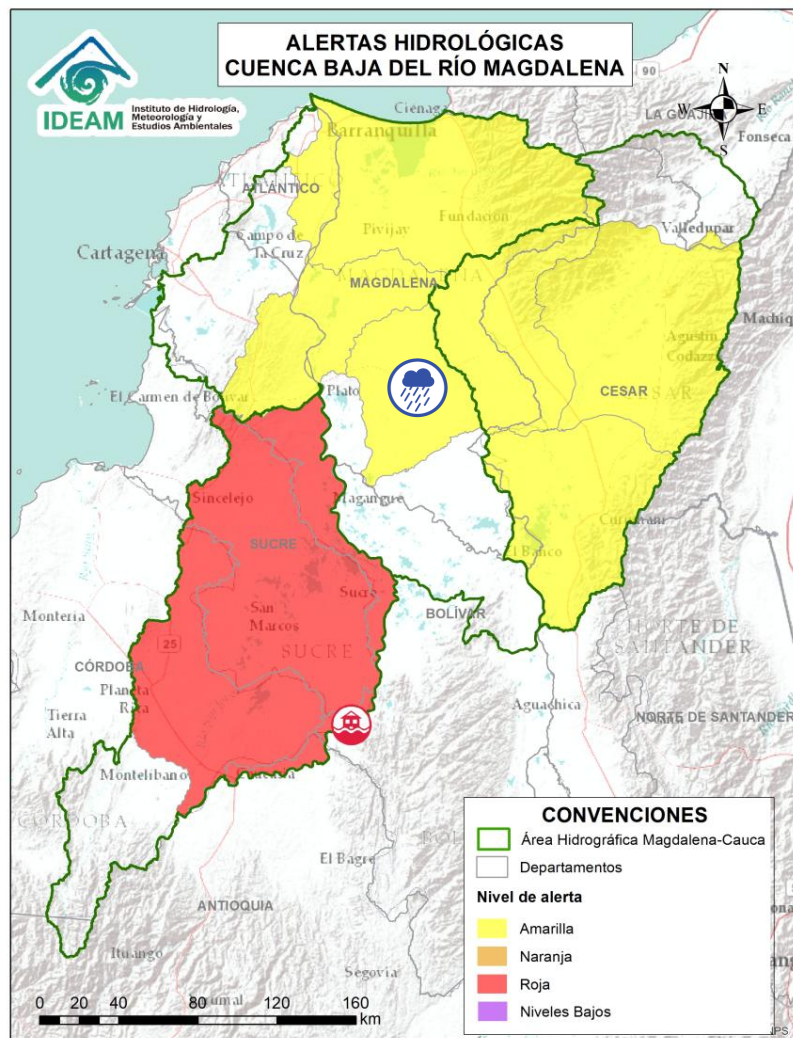 ALERTAS HIDROLÓGICAS
CUENCA BAJA DEL RÍO MAGDALENA
IDEAM
Instituto de Hidrología,
Meteorología y
Estudios Ambientales
N
W
E
S
90
LA GUAJIRA
Fonseca
Ciénaga
Barranquilla
ATLÁNTICO
Pivijay
Fundación
Valledupar
Cartagena
Campo de
La Cruz
MAGDALENA
Agustín
Codazzi
CESAR
El Carmen de Bolívar
Plato
Sincelejo
Magangue
SUCRE
El Banco
Sucre
BOLÍVAR
San
Marcos
SUCRE
Montería
25
NORTE DE
SANTANDER
CÓRDOBA
Planeta
Rica
Tierra
Alta
Aguachica
NORTE DE SANTANDER
Montelíbano
CÓRDOBA
El Bagre
ANTIOQUIA
Ituango
Segovia
0 20 40 80 120 160
km
CONVENCIONES
Área Hidrográfica Magdalena-Cauca
Departamentos
Nivel de alerta
Amarilla
Naranja
Roja
Niveles Bajos